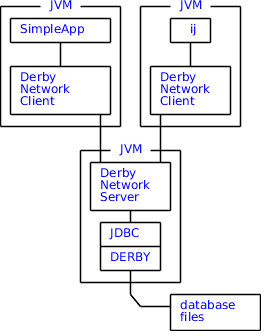 JVM
SimpleApp
Derby
Network
Client
JVM
ij
Derby
Network
Client
JVM
Derby
Network
Server
JDBC
DERBY
database
files